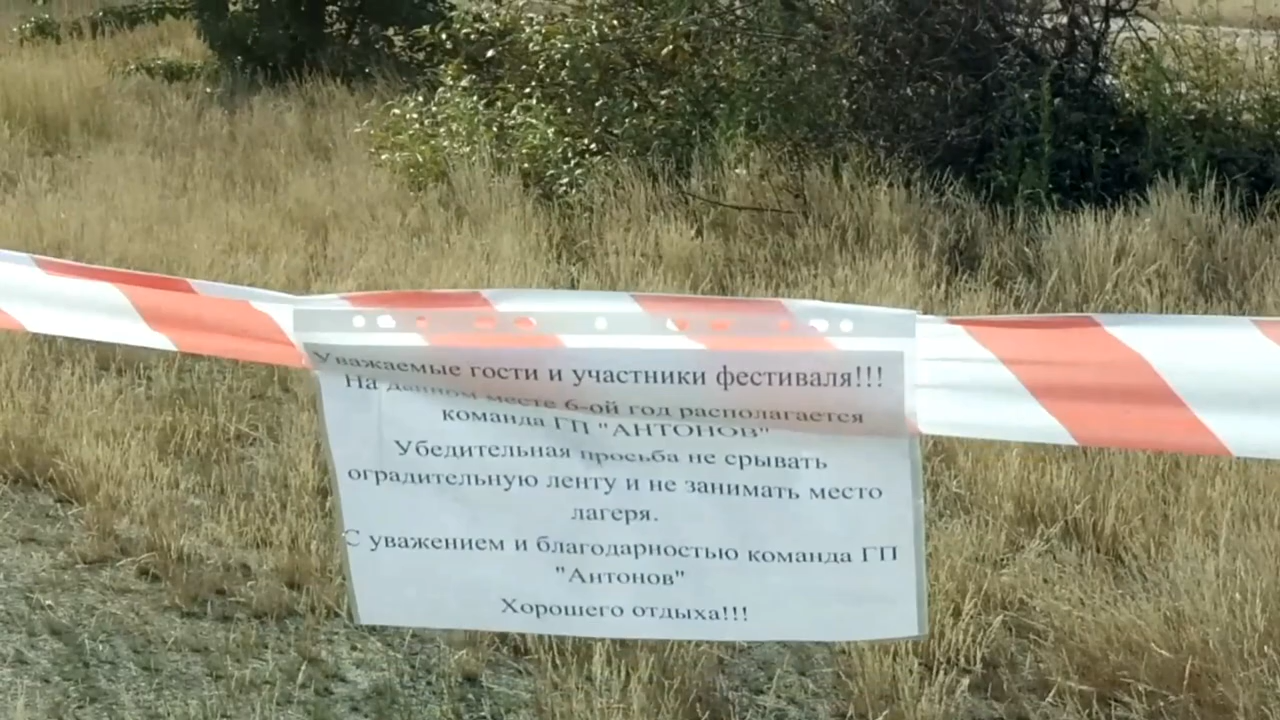 Уважаемые гости и участники фестиваля!!!
На данном месте 6-ой год располагается
команда ГП "АНТОНОВ"
Убедительная просьба не срывать
оградительную ленту и не занимать место
лагеря.
С уважением и благодарностью команда ГП
"Антонов"
Хорошего отдыха!!!